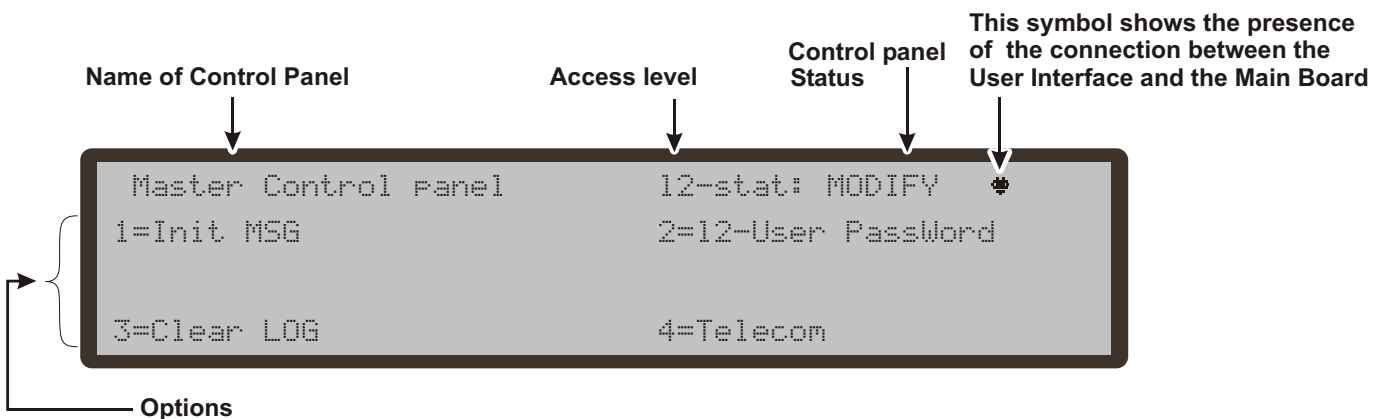 This symbol shows the presence
of the connection between the
User Interface and the Main Board
Control panel
Status
Name of Control Panel
Access level
Master Control panel l2-stat: MODIFY
1=Init MSG 2=l2-User PassWord
3=Clear LOG 4=Telecom
Options